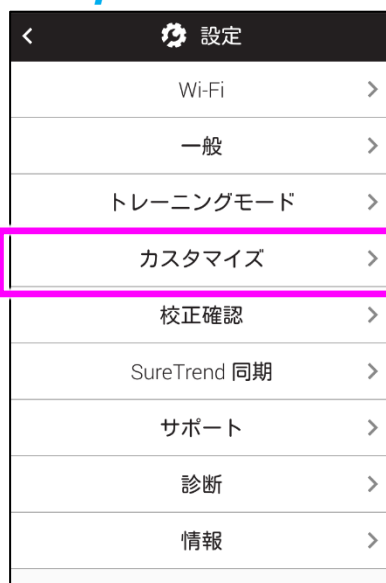 設定
Wi-Fi
一般
トレーニングモード
カスタマイズ
校正確認
SureTrend 同期
サポート
診断
情報